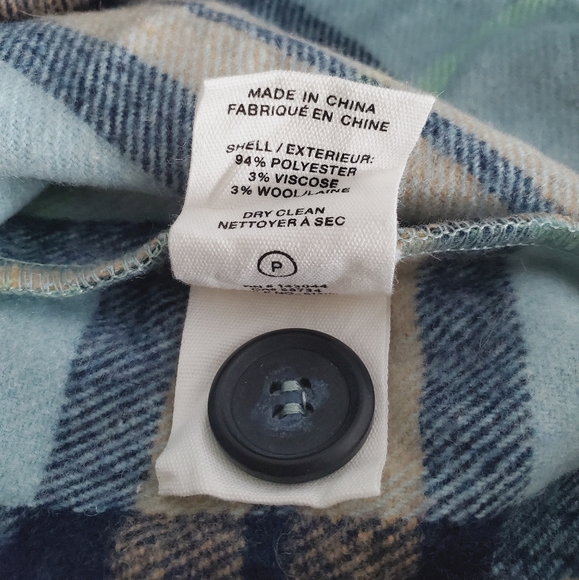 MADE IN CHINA
FABRIQUÉ EN CHINE
SHELL / EXTERIEUR:
94% POLYESTER
3% VISCOSE
3% WOOL/LAINE
DRY CLEAN
NETTOYER À SEC
P